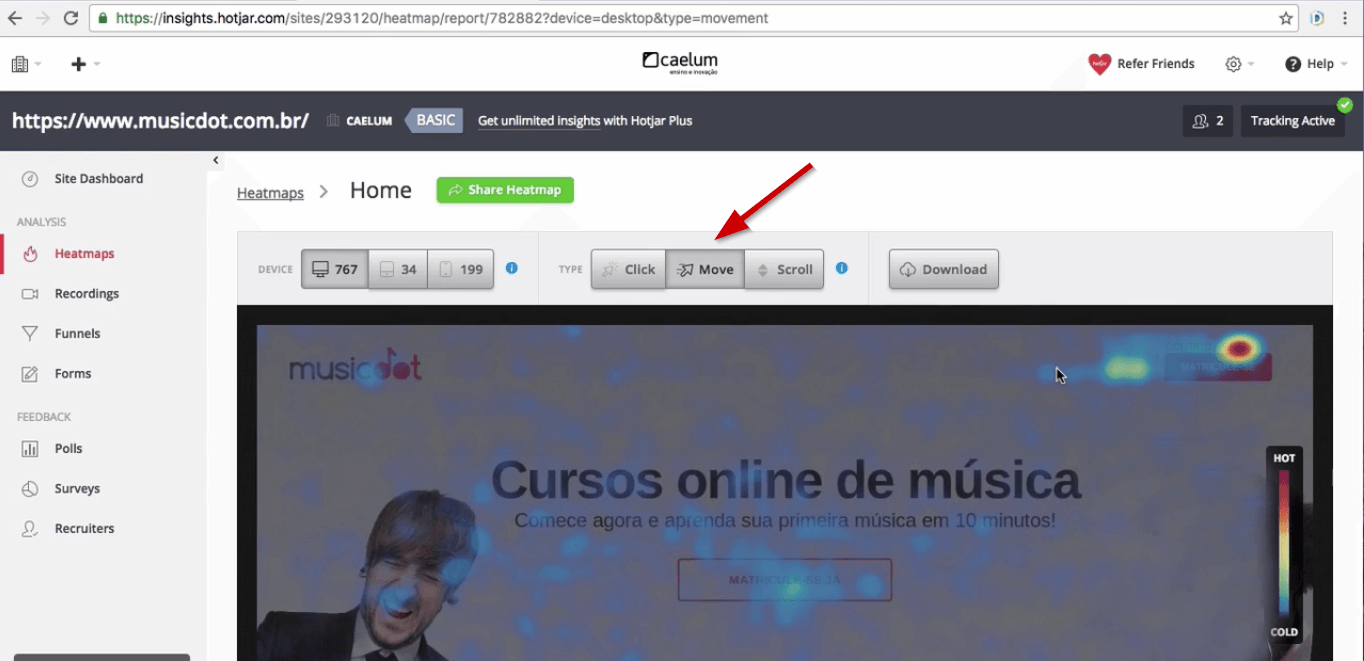 https://insights.hotjar.com/sites/293120/heatmap/report/782882?device=desktop&type=movement
caelum
ensino e inovação
hotjar
Refer Friends
Help
https://www.musicdot.com.br/
CAELUM
BASIC
Get unlimited insights with Hotjar Plus
2
Tracking Active
Site Dashboard
ANALYSIS
Heatmaps
Recordings
Funnels
Forms
FEEDBACK
Polls
Surveys
Recruiters
Heatmaps
Home
Share Heatmap
DEVICE
767
34
199
TYPE
Click
Move
Scroll
Download
musicdot
MATRICULE-SE
Cursos online de música
Comece agora e aprenda sua primeira música em 10 minutos!
MATRICULE-SE JÁ
HOT
COLD